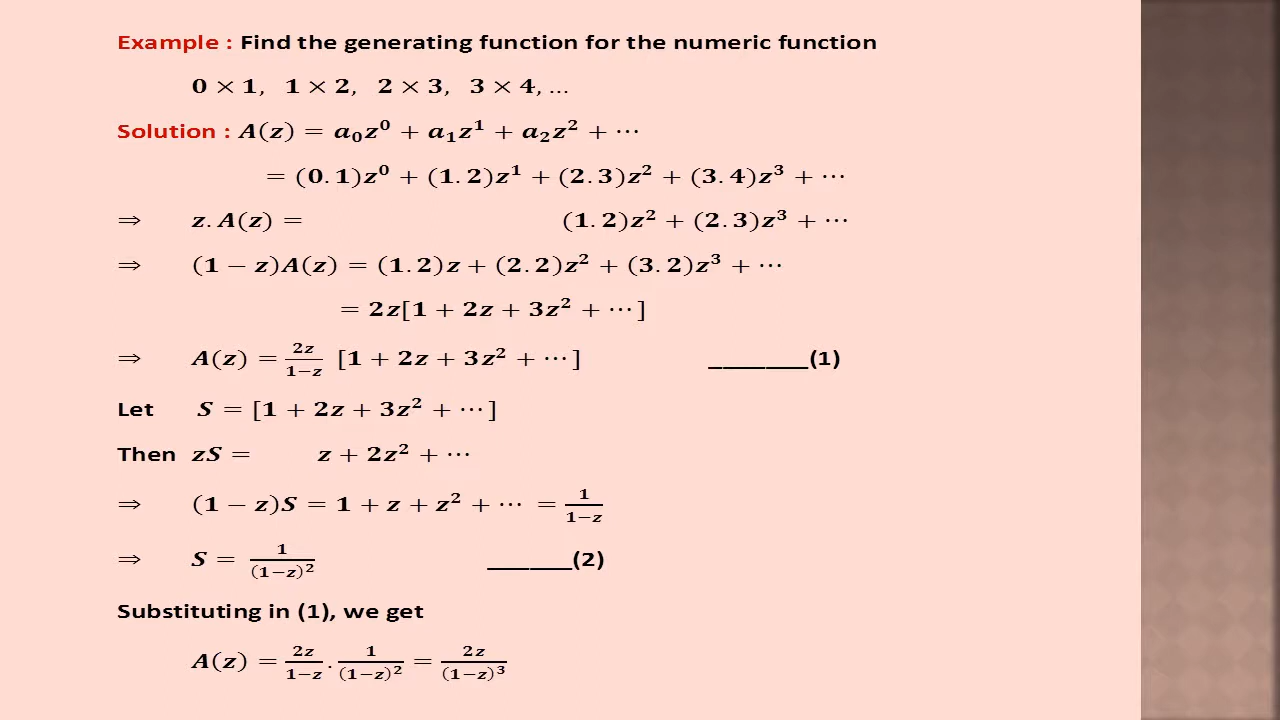 Example : Find the generating function for the numeric function
0 × 1, 1 × 2, 2 × 3, 3 × 4, ...
Solution : A(z) = a₀z⁰ + a₁z¹ + a₂z² + ⋯
= (0.1)z⁰ + (1.2)z¹ + (2.3)z² + (3.4)z³ + ⋯
⇒ z. A(z) = (1.2)z² + (2.3)z³ + ⋯
⇒ (1 − z)A(z) = (1.2)z + (2.2)z² + (3.2)z³ + ⋯
= 2z[1 + 2z + 3z² + ⋯ ]
⇒ A(z) = 2z/(1−z) [1 + 2z + 3z² + ⋯ ] _______(1)
Let S = [1 + 2z + 3z² + ⋯ ]
Then zS = z + 2z² + ⋯
⇒ (1 − z)S = 1 + z + z² + ⋯ = 1/(1−z)
⇒ S = 1/(1−z)² ______(2)
Substituting in (1), we get
A(z) = 2z/(1−z) . 1/(1−z)² = 2z/(1−z)³